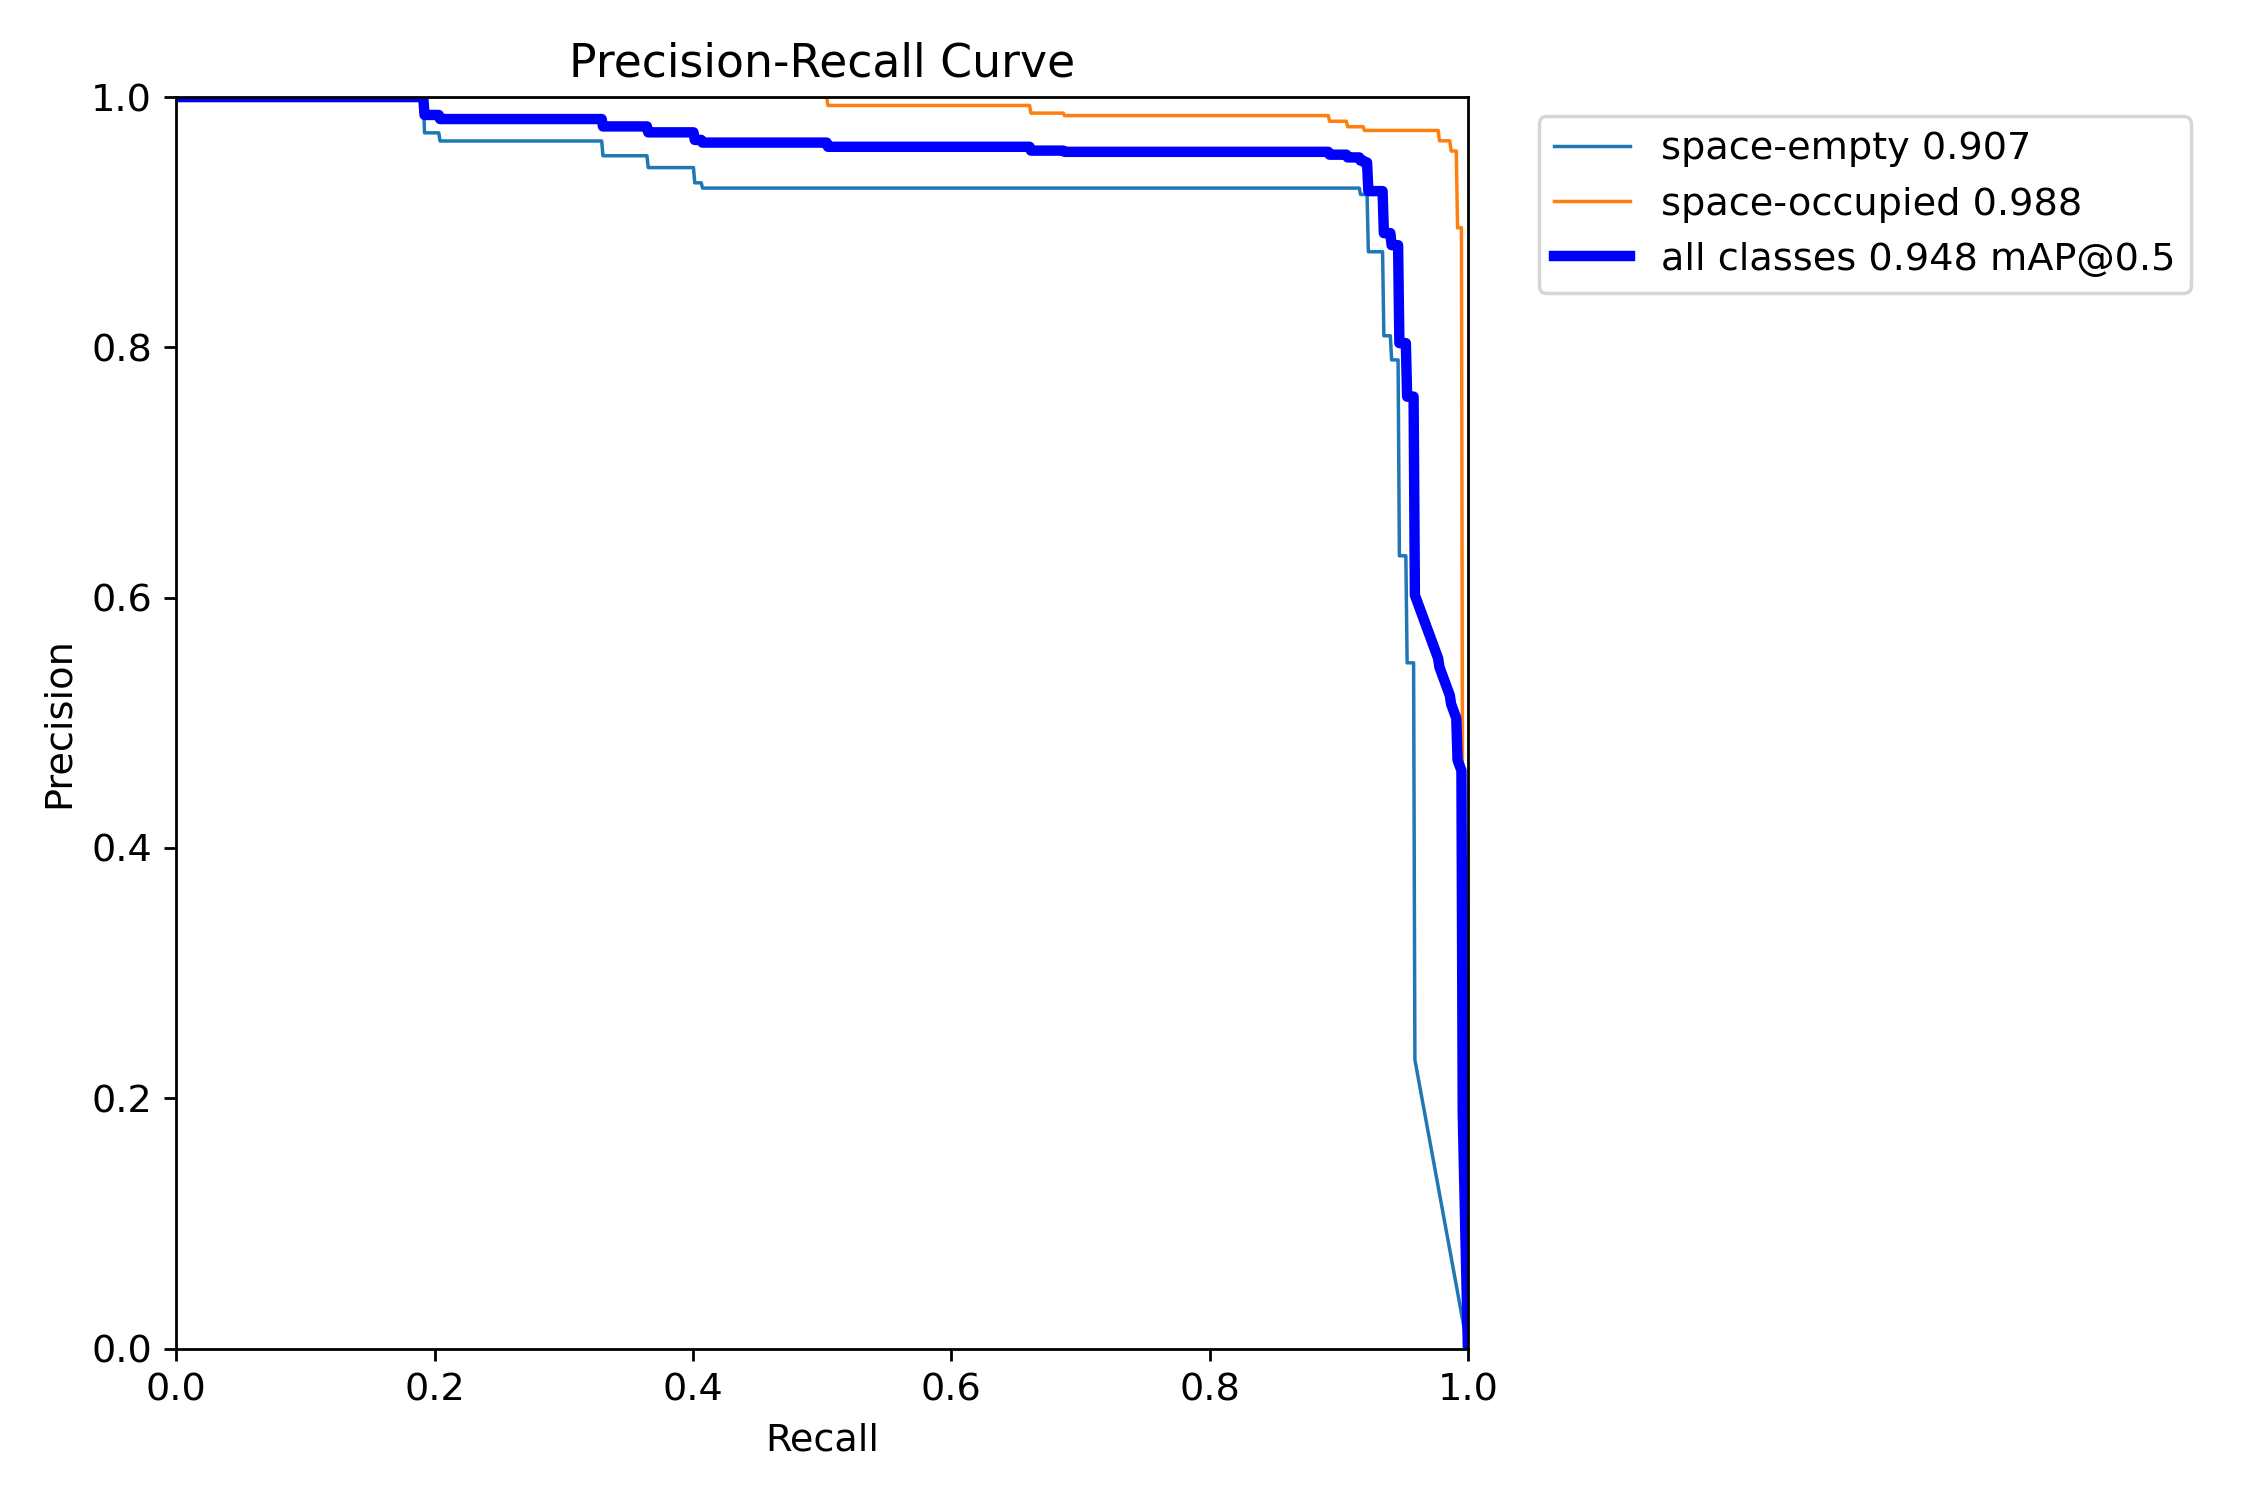 Precision-Recall Curve
1.0
0.8
0.6
0.4
0.2
0.0
Precision
0.0 0.2 0.4 0.6 0.8 1.0
Recall
space-empty 0.907
space-occupied 0.988
all classes 0.948 mAP@0.5